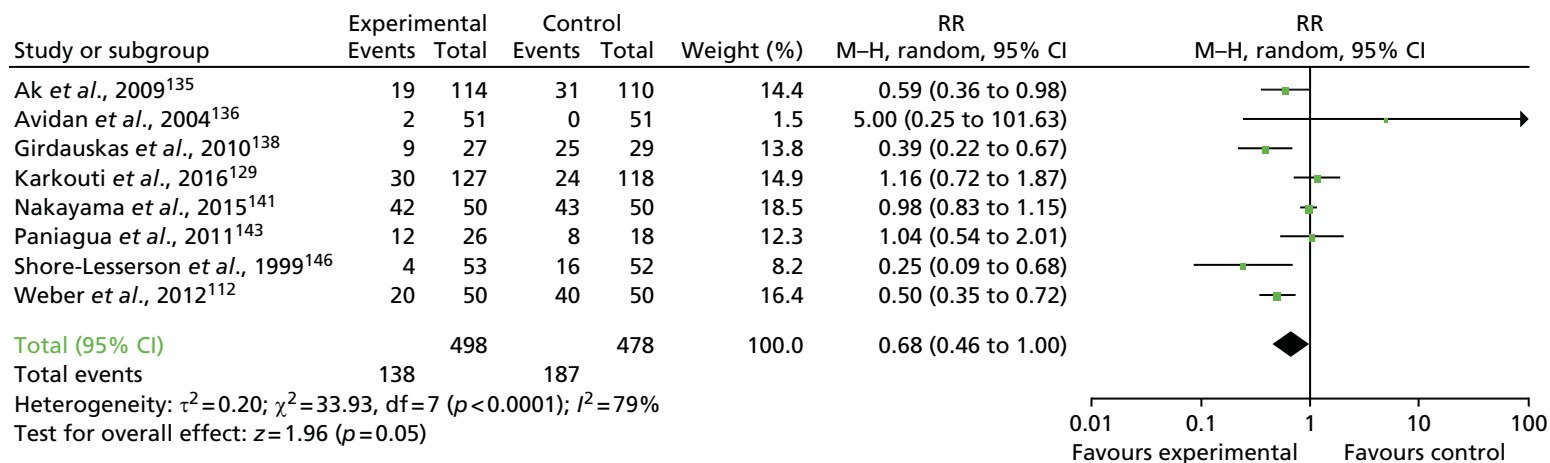 Experimental Control RR RR
Study or subgroup Events Total Events Total Weight (%) M–H, random, 95% CI M–H, random, 95% CI
Ak et al., 2009¹³⁵ 19 114 31 110 14.4 0.59 (0.36 to 0.98)
Avidan et al., 2004¹³⁶ 2 51 0 51 1.5 5.00 (0.25 to 101.63)
Girdauskas et al., 2010¹³⁸ 9 27 25 29 13.8 0.39 (0.22 to 0.67)
Karkouti et al., 2016¹²⁹ 30 127 24 118 14.9 1.16 (0.72 to 1.87)
Nakayama et al., 2015¹⁴¹ 42 50 43 50 18.5 0.98 (0.83 to 1.15)
Paniagua et al., 2011¹⁴³ 12 26 8 18 12.3 1.04 (0.54 to 2.01)
Shore-Lesserson et al., 1999¹⁴⁶ 4 53 16 52 8.2 0.25 (0.09 to 0.68)
Weber et al., 2012¹¹² 20 50 40 50 16.4 0.50 (0.35 to 0.72)
Total (95% CI) 498 478 100.0 0.68 (0.46 to 1.00)
Total events 138 187
Heterogeneity: τ²=0.20; χ²=33.93, df=7 (p<0.0001); I²=79%
Test for overall effect: z=1.96 (p=0.05)
0.01 0.1 1 10 100
Favours experimental Favours control